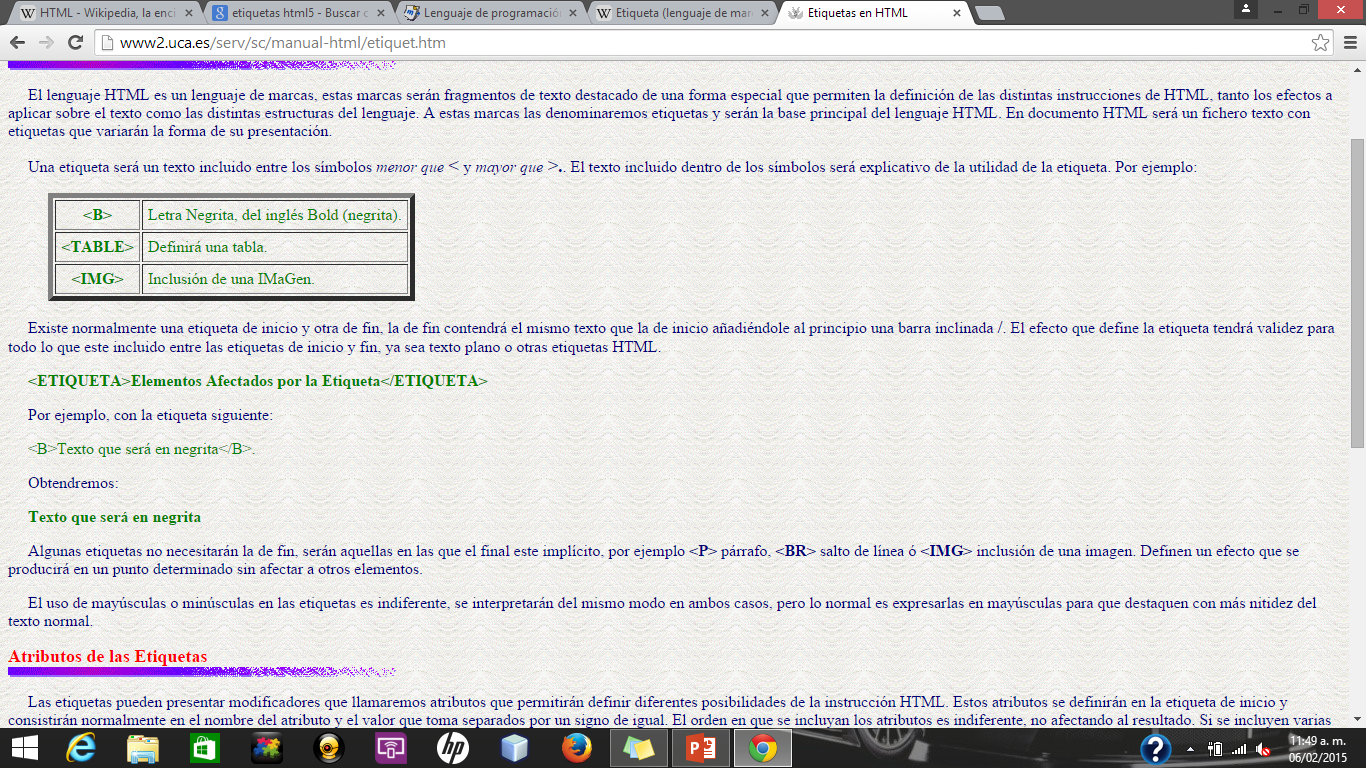 HTML - Wikipedia, la enci
etiquetas html5 - Buscar c
Lenguaje de programación
Etiqueta (lenguaje de mar
Etiquetas en HTML
www2.uca.es/serv/sc/manual-html/etiquet.htm
El lenguaje HTML es un lenguaje de marcas, estas marcas serán fragmentos de texto destacado de una forma especial que permiten la definición de las distintas instrucciones de HTML, tanto los efectos a
aplicar sobre el texto como las distintas estructuras del lenguaje. A estas marcas las denominaremos etiquetas y serán la base principal del lenguaje HTML. En documento HTML será un fichero texto con
etiquetas que variarán la forma de su presentación.
Una etiqueta será un texto incluido entre los símbolos menor que < y mayor que >.. El texto incluido dentro de los símbolos será explicativo de la utilidad de la etiqueta. Por ejemplo:
<B> Letra Negrita, del inglés Bold (negrita).
<TABLE> Definirá una tabla.
<IMG> Inclusión de una IMaGen.
Existe normalmente una etiqueta de inicio y otra de fin, la de fin contendrá el mismo texto que la de inicio añadiéndole al principio una barra inclinada /. El efecto que define la etiqueta tendrá validez para
todo lo que este incluido entre las etiquetas de inicio y fin, ya sea texto plano o otras etiquetas HTML.
<ETIQUETA>Elementos Afectados por la Etiqueta</ETIQUETA>
Por ejemplo, con la etiqueta siguiente:
<B>Texto que será en negrita</B>.
Obtendremos:
Texto que será en negrita
Algunas etiquetas no necesitarán la de fin, serán aquellas en las que el final este implícito, por ejemplo <P> párrafo, <BR> salto de línea ó <IMG> inclusión de una imagen. Definen un efecto que se
producirá en un punto determinado sin afectar a otros elementos.
El uso de mayúsculas o minúsculas en las etiquetas es indiferente, se interpretarán del mismo modo en ambos casos, pero lo normal es expresarlas en mayúsculas para que destaquen con más nitidez del
texto normal.
Atributos de las Etiquetas
Las etiquetas pueden presentar modificadores que llamaremos atributos que permitirán definir diferentes posibilidades de la instrucción HTML. Estos atributos se definirán en la etiqueta de inicio y
consistirán normalmente en el nombre del atributo y el valor que toma separados por un signo de igual. El orden en que se incluyan los atributos es indiferente, no afectando al resultado. Si se incluyen varias
11:49 a. m.
06/02/2015